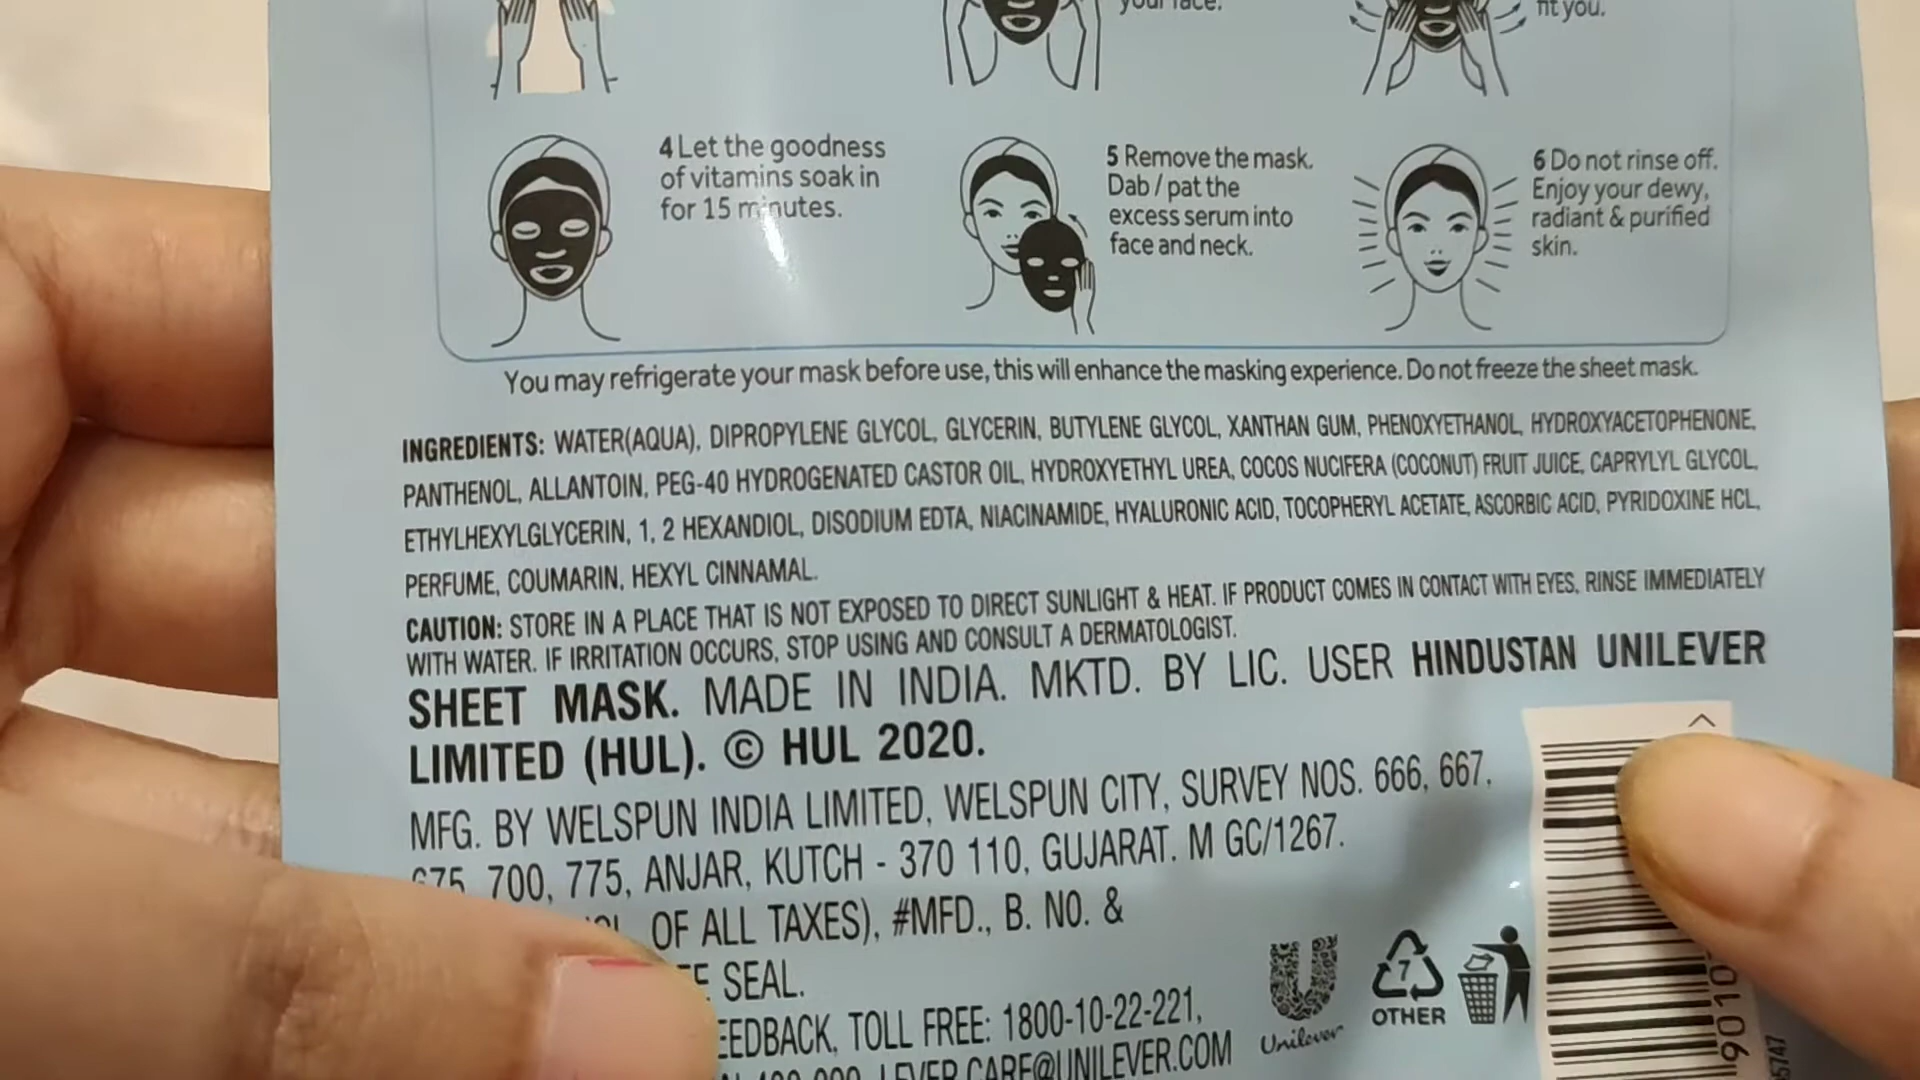 your face.
fit you.
4 Let the goodness
of vitamins soak in
for 15 minutes.
5 Remove the mask.
Dab / pat the
excess serum into
face and neck.
6 Do not rinse off.
Enjoy your dewy,
radiant & purified
skin.
You may refrigerate your mask before use, this will enhance the masking experience. Do not freeze the sheet mask.
INGREDIENTS: WATER(AQUA), DIPROPYLENE GLYCOL, GLYCERIN, BUTYLENE GLYCOL, XANTHAN GUM, PHENOXYETHANOL, HYDROXYACETOPHENONE,
PANTHENOL, ALLANTOIN, PEG-40 HYDROGENATED CASTOR OIL, HYDROXYETHYL UREA, COCOS NUCIFERA (COCONUT) FRUIT JUICE, CAPRYLYL GLYCOL,
ETHYLHEXYLGLYCERIN, 1, 2 HEXANDIOL, DISODIUM EDTA, NIACINAMIDE, HYALURONIC ACID, TOCOPHERYL ACETATE, ASCORBIC ACID, PYRIDOXINE HCL,
PERFUME, COUMARIN, HEXYL CINNAMAL.
CAUTION: STORE IN A PLACE THAT IS NOT EXPOSED TO DIRECT SUNLIGHT & HEAT. IF PRODUCT COMES IN CONTACT WITH EYES, RINSE IMMEDIATELY
WITH WATER. IF IRRITATION OCCURS, STOP USING AND CONSULT A DERMATOLOGIST.
SHEET MASK. MADE IN INDIA. MKTD. BY LIC. USER HINDUSTAN UNILEVER
LIMITED (HUL). © HUL 2020.
MFG. BY WELSPUN INDIA LIMITED, WELSPUN CITY, SURVEY NOS. 666, 667,
675, 700, 775, ANJAR, KUTCH - 370 110, GUJARAT. M GC/1267.
OF ALL TAXES), #MFD., B. NO. &
SEAL.
TOLL FREE: 1800-10-22-221,
LEVER.CARE@UNILEVER.COM
Unilever
7
OTHER